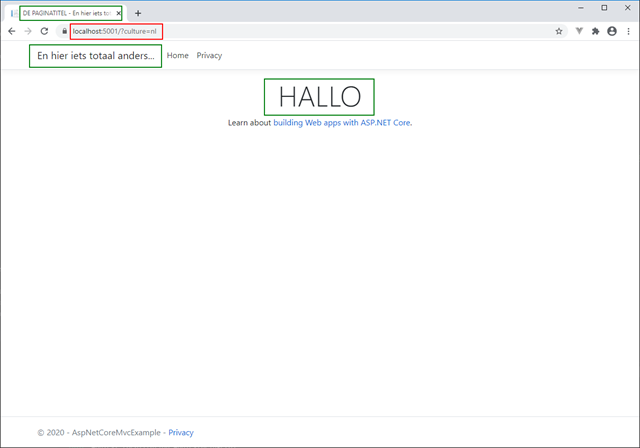 DE PAGINATITEL - En hier iets tot
localhost:5001/?culture=nl
En hier iets totaal anders... Home Privacy
HALLO
Learn about building Web apps with ASP.NET Core.
© 2020 - AspNetCoreMvcExample - Privacy